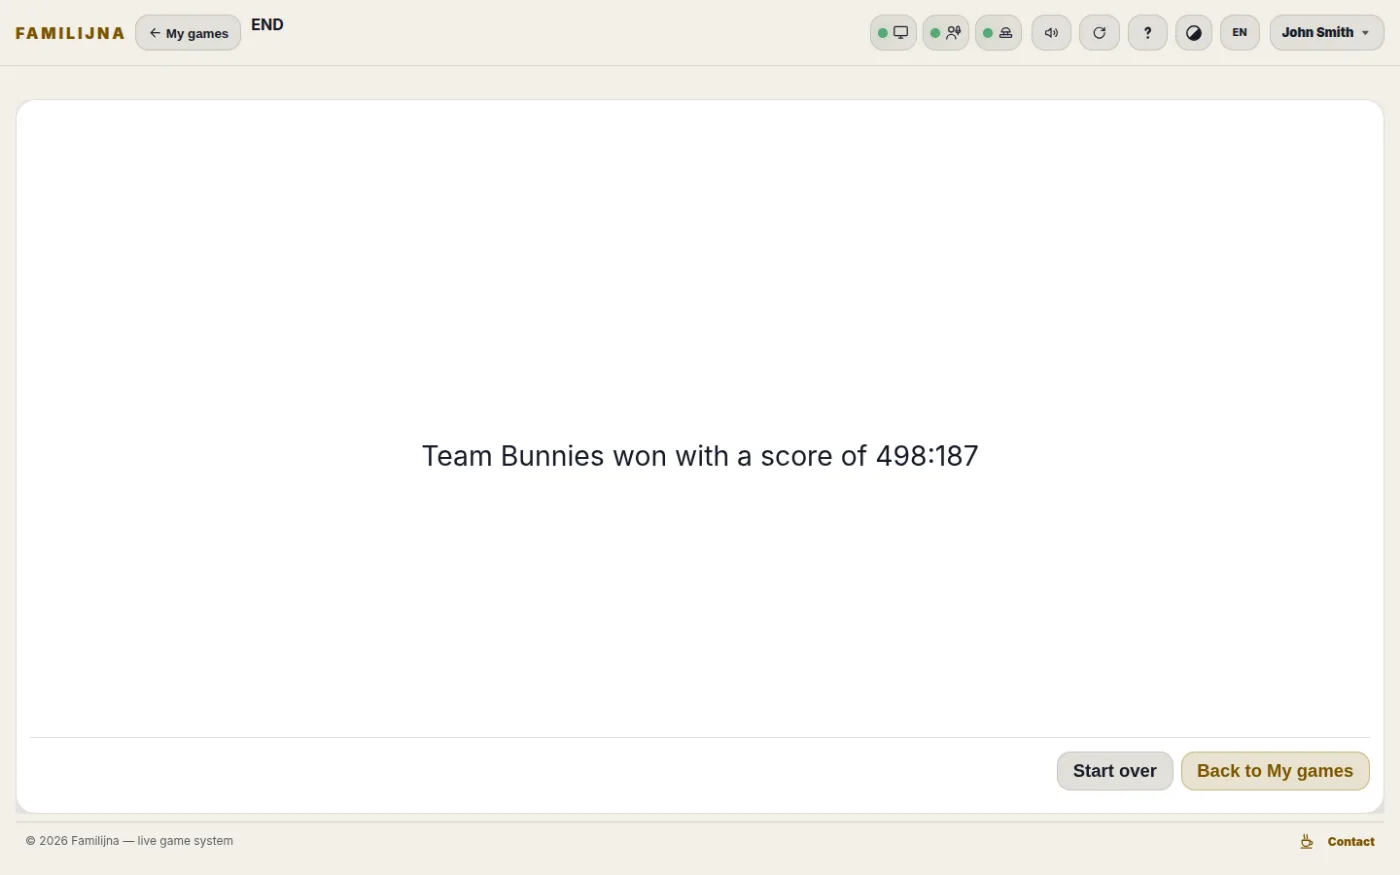 FAMILIJNA
← My games
END
?
EN
John Smith
Team Bunnies won with a score of 498:187
Start over
Back to My games
© 2026 Familijna — live game system
Contact